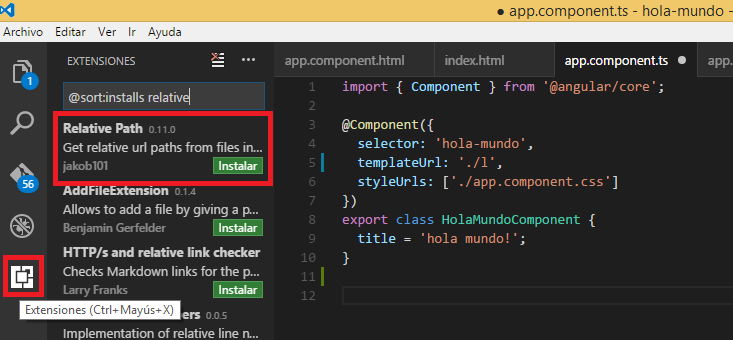 app.component.ts - hola-mundo
Archivo Editar Ver Ir Ayuda
EXTENSIONES
app.component.html
index.html
app.component.ts
1
@sort:installs relative
Relative Path 0.11.0
Get relative url paths from files in...
jakob101
Instalar
AddFileExtension 0.1.4
Allows to add a file by giving a p...
Benjamin Gerfelder
Instalar
56
HTTP/s and relative link checker
Checks Markdown links for the p...
Larry Franks
Instalar
Extensiones (Ctrl+Mayús+X)
bers 0.0.5
Implementation of relative line n...
1 import { Component } from '@angular/core';
2
3 @Component({
4 selector: 'hola-mundo',
5 templateUrl: './l',
6 styleUrls: ['./app.component.css']
7 })
8 export class HolaMundoComponent {
9 title = 'hola mundo!';
10 }
11
12